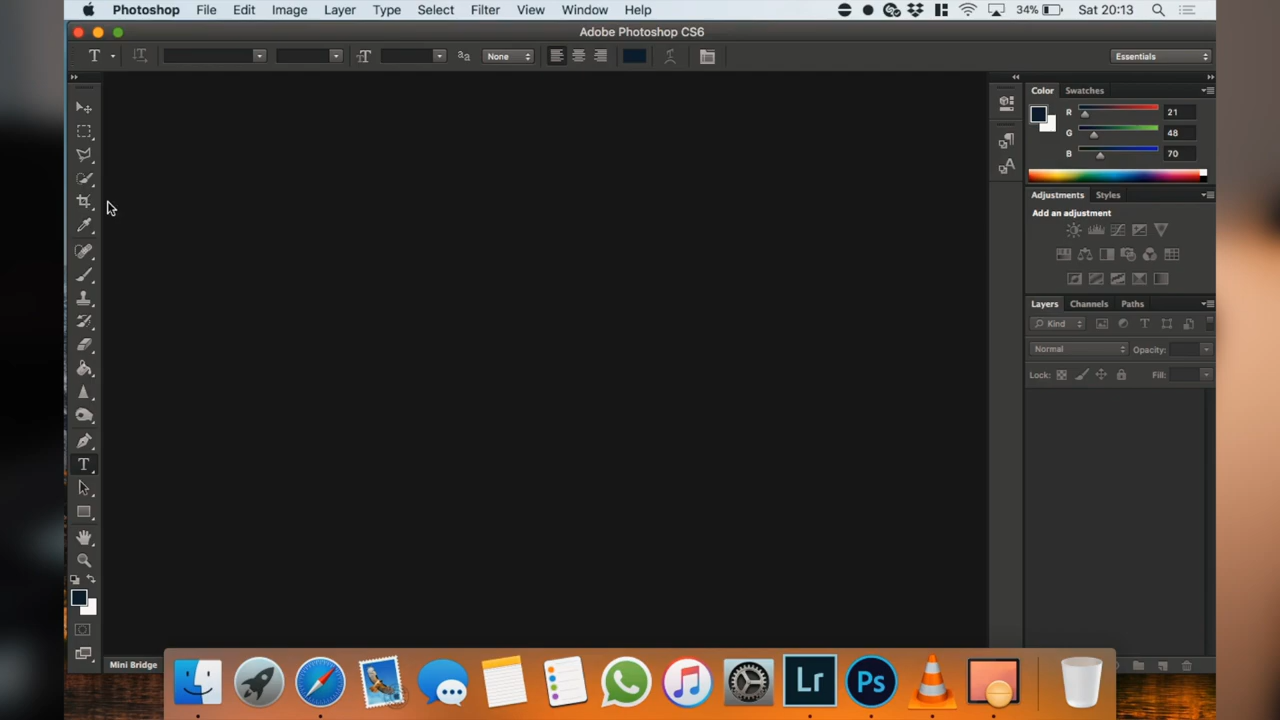 Photoshop File Edit Image Layer Type Select Filter View Window Help 34% Sat 20:13
Adobe Photoshop CS6
T T aa None Essentials
Color Swatches
R 21
G 48
B 70
Adjustments Styles
Add an adjustment
Layers Channels Paths
Kind T
Normal Opacity:
Lock: Fill:
T
Mini Bridge
Lr Ps